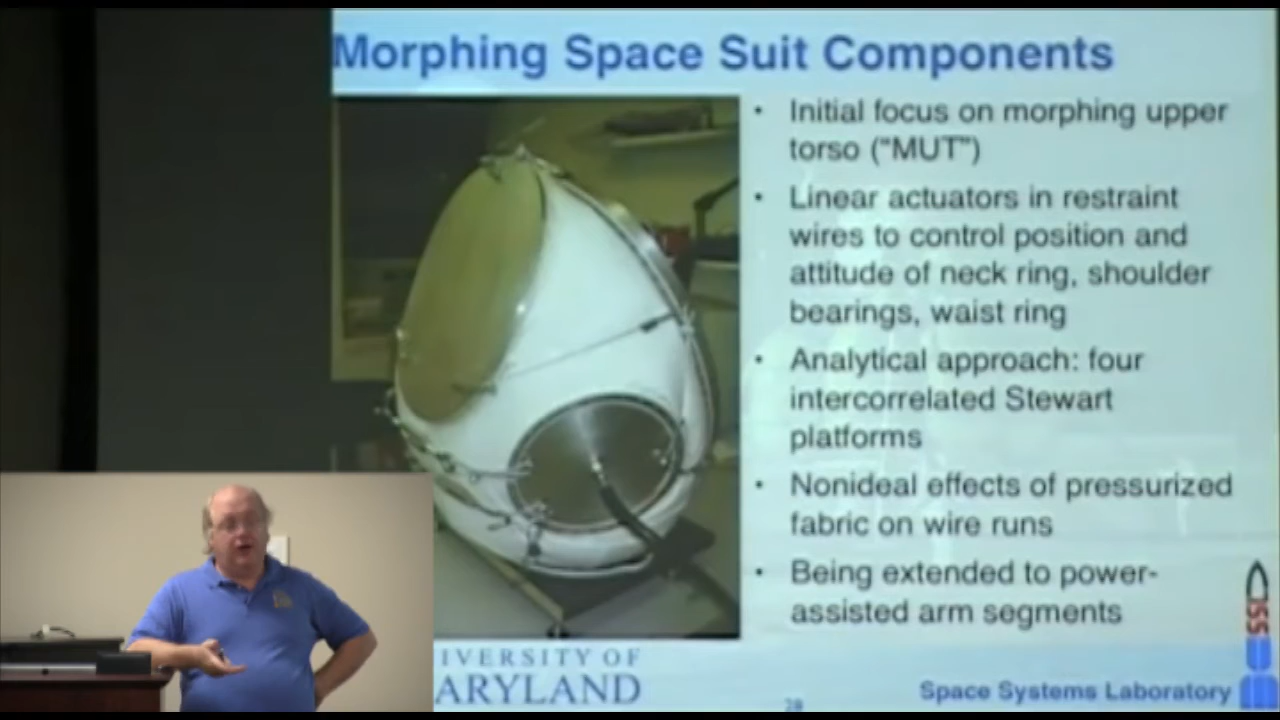 Morphing Space Suit Components
• Initial focus on morphing upper
torso ("MUT")
• Linear actuators in restraint
wires to control position and
attitude of neck ring, shoulder
bearings, waist ring
• Analytical approach: four
intercorrelated Stewart
platforms
• Nonideal effects of pressurized
fabric on wire runs
• Being extended to power-
assisted arm segments
IVERSITY OF
ARYLAND
Space Systems Laboratory